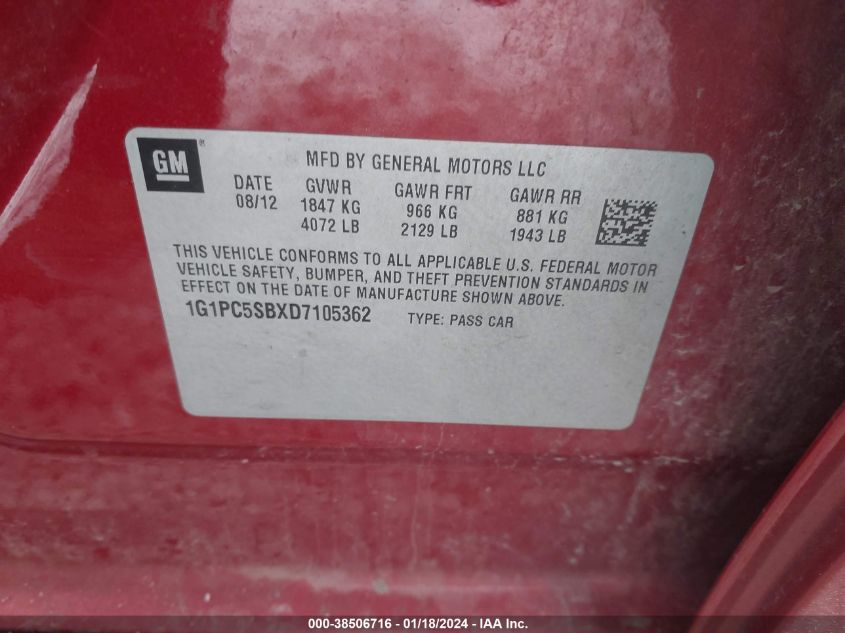 GM®
MFD BY GENERAL MOTORS LLC
DATE GVWR GAWR FRT GAWR RR
08/12 1847 KG 966 KG 881 KG
4072 LB 2129 LB 1943 LB
THIS VEHICLE CONFORMS TO ALL APPLICABLE U.S. FEDERAL MOTOR
VEHICLE SAFETY, BUMPER, AND THEFT PREVENTION STANDARDS IN
EFFECT ON THE DATE OF MANUFACTURE SHOWN ABOVE.
1G1PC5SBXD7105362 TYPE: PASS CAR
000-38506716 - 01/18/2024 - IAA Inc.